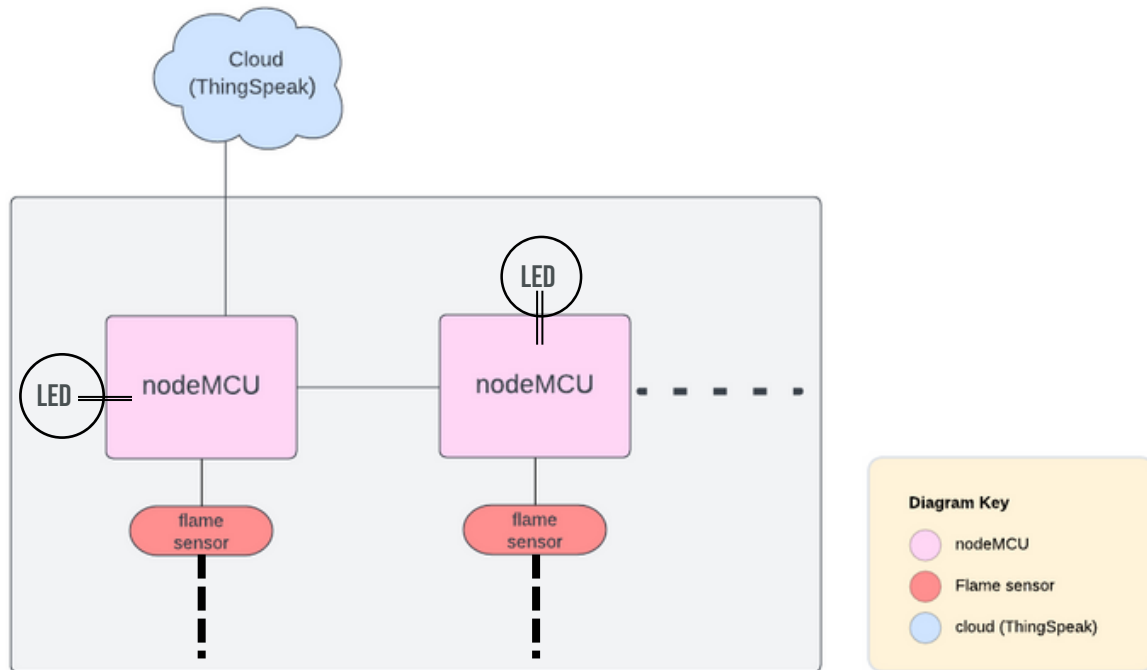 Cloud
(ThingSpeak)
LED
LED
nodeMCU
nodeMCU
flame
sensor
flame
sensor
Diagram Key
nodeMCU
Flame sensor
cloud (ThingSpeak)